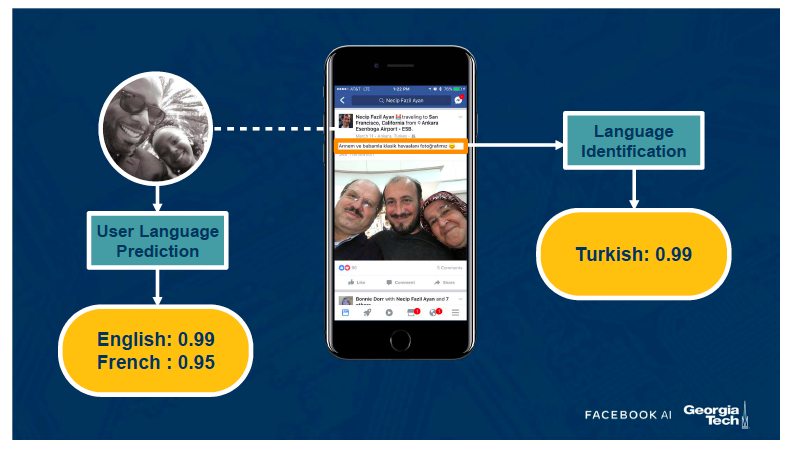 AT&T LTE
1:22 PM
76%
Necip Fazil Ayan
Necip Fazil Ayan traveling to San
Francisco, California from Ankara
Esenboga Airport - ESB.
March 11 • Ankara, Turkey •
Annem ve babamla klasik havaalanı fotoğrafımız
See Translation
5 Comments
Like
Comment
Share
Bonnie Dorr with Necip Fazil Ayan and 7
others
User Language
Prediction
English: 0.99
French : 0.95
Language
Identification
Turkish: 0.99
FACEBOOK AI
Georgia
Tech